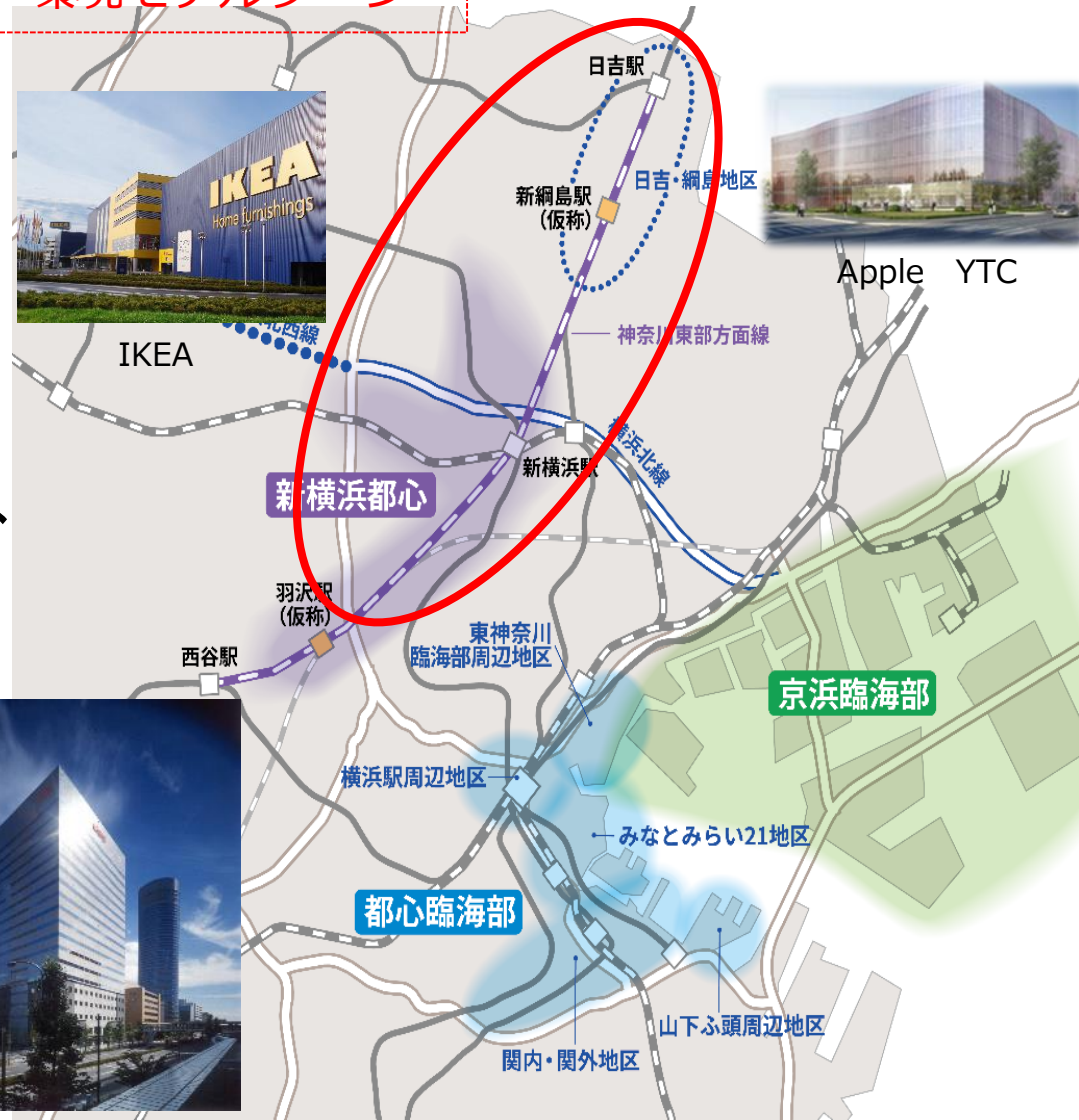 日吉駅
日吉・綱島地区
新綱島駅
（仮称）
IKEA
Home furnishings
Apple YTC
神奈川東部方面線
北西線
IKEA
横浜北線
新横浜駅
新横浜都心
羽沢駅
（仮称）
西谷駅
東神奈川
臨海部周辺地区
京浜臨海部
横浜駅周辺地区
みなとみらい21地区
都心臨海部
山下ふ頭周辺地区
関内・関外地区